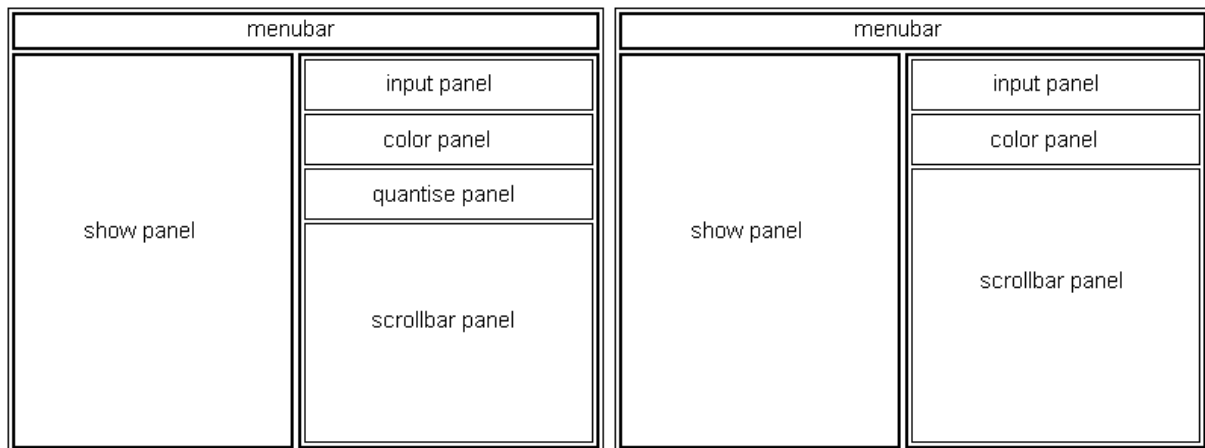 menubar
input panel
color panel
quantise panel
show panel
scrollbar panel
menubar
input panel
color panel
show panel
scrollbar panel